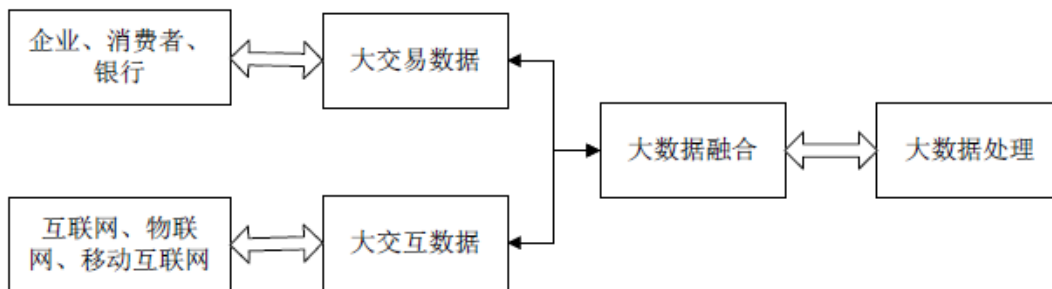 企业、消费者、
银行
大交易数据
大数据融合
大数据处理
互联网、物联
网、移动互联网
大交互数据